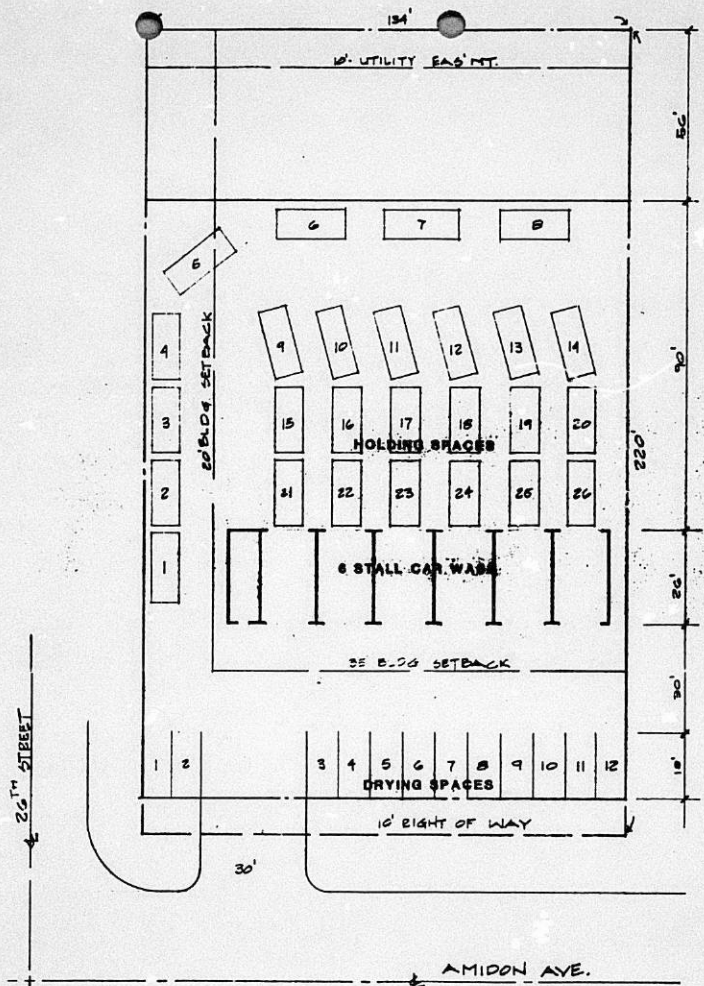 134'
10'- UTILITY EAS'MT.
56'
6 7 8
5
20' BLDG. SETBACK
4
9 10 11 12 13 14
90'
3
15 16 17 18 19 20
HOLDING SPACES
220'
2
21 22 23 24 25 26
1
6 STALL CAR WASH
26'
35 BLDG SETBACK
30'
26TH STREET
1 2 3 4 5 6 7 8 9 10 11 12
18'
DRYING SPACES
10' RIGHT OF WAY
30'
AMIDON AVE.